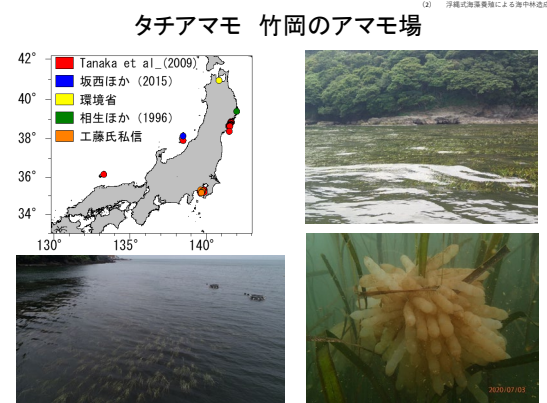 (2) 浮縄式海藻養殖による海中林造成
タチアマモ 竹岡のアマモ場
42°
40°
38°
36°
34°
Tanaka et al_(2009)
坂西ほか (2015)
環境省
相生ほか (1996)
工藤氏私信
130° 135° 140°
2020/07/03